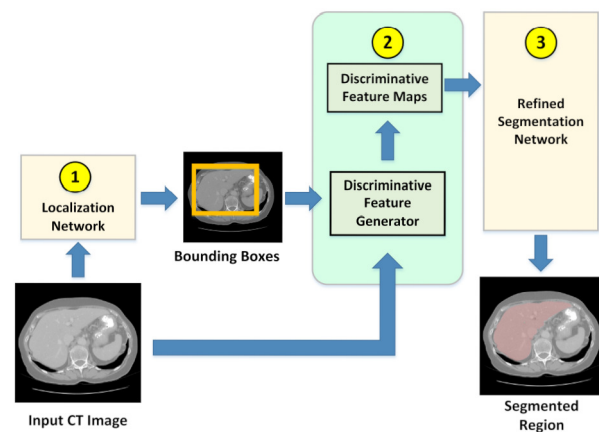 1
Localization
Network
Bounding Boxes
Input CT Image
2
Discriminative
Feature Maps
Discriminative
Feature
Generator
3
Refined
Segmentation
Network
Segmented
Region